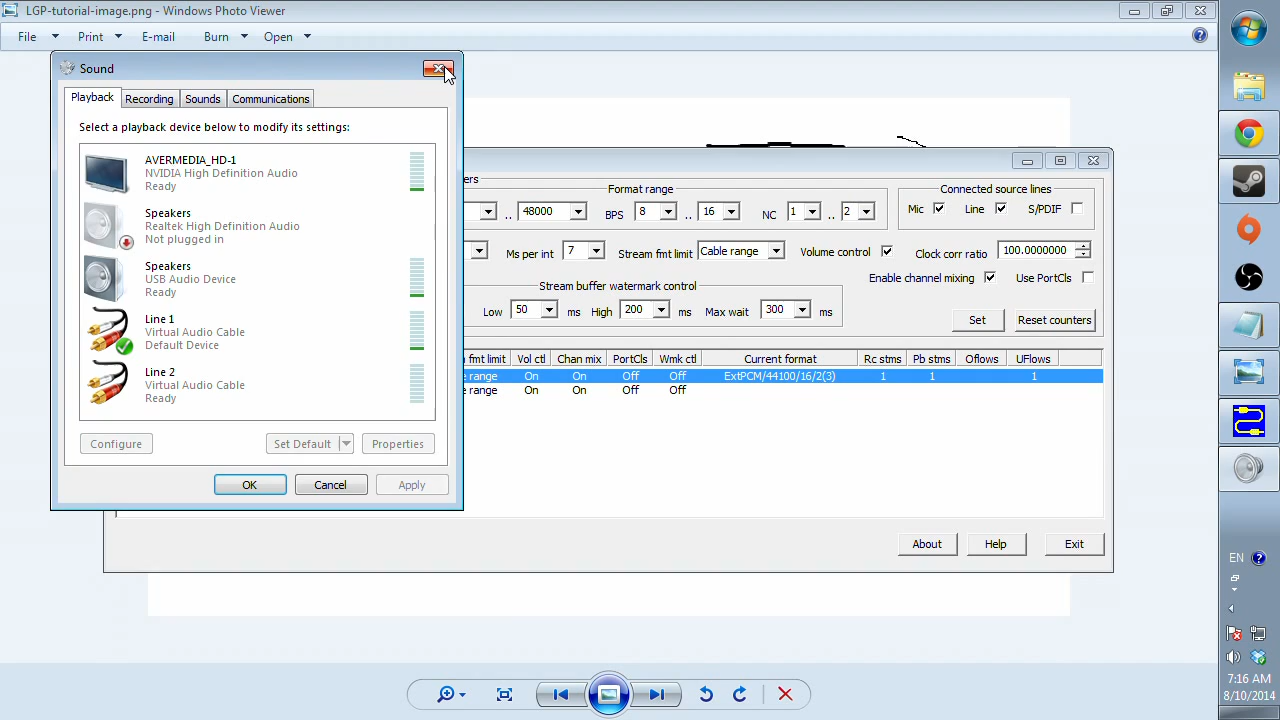 LGP-tutorial-image.png - Windows Photo Viewer
File Print E-mail Burn Open
Sound
Playback Recording Sounds Communications
Select a playback device below to modify its settings:
AVERMEDIA_HD-1
NVIDIA High Definition Audio
Ready
Speakers
Realtek High Definition Audio
Not plugged in
Speakers
USB Audio Device
Ready
Line 1
Virtual Audio Cable
Default Device
Line 2
Virtual Audio Cable
Ready
Configure Set Default Properties
OK Cancel Apply
Format range
.. 48000 BPS 8 .. 16 NC 1 .. 2
Connected source lines
Mic Line S/PDIF
Ms per int 7 Stream fmt limit Cable range Volume control Clock corr ratio 100.0000000
Enable channel mixing Use PortCls
Stream buffer watermark control
Low 50 ms High 200 ms Max wait 300 ms
Set Reset counters
fmt limit Vol ctl Chan mix PortCls Wmk ctl Current format Rc stms Pb stms Oflows UFlows
range On On Off Off ExtPCM/44100/16/2(3) 1 1 1
range On On Off Off
About Help Exit
EN
7:16 AM
8/10/2014